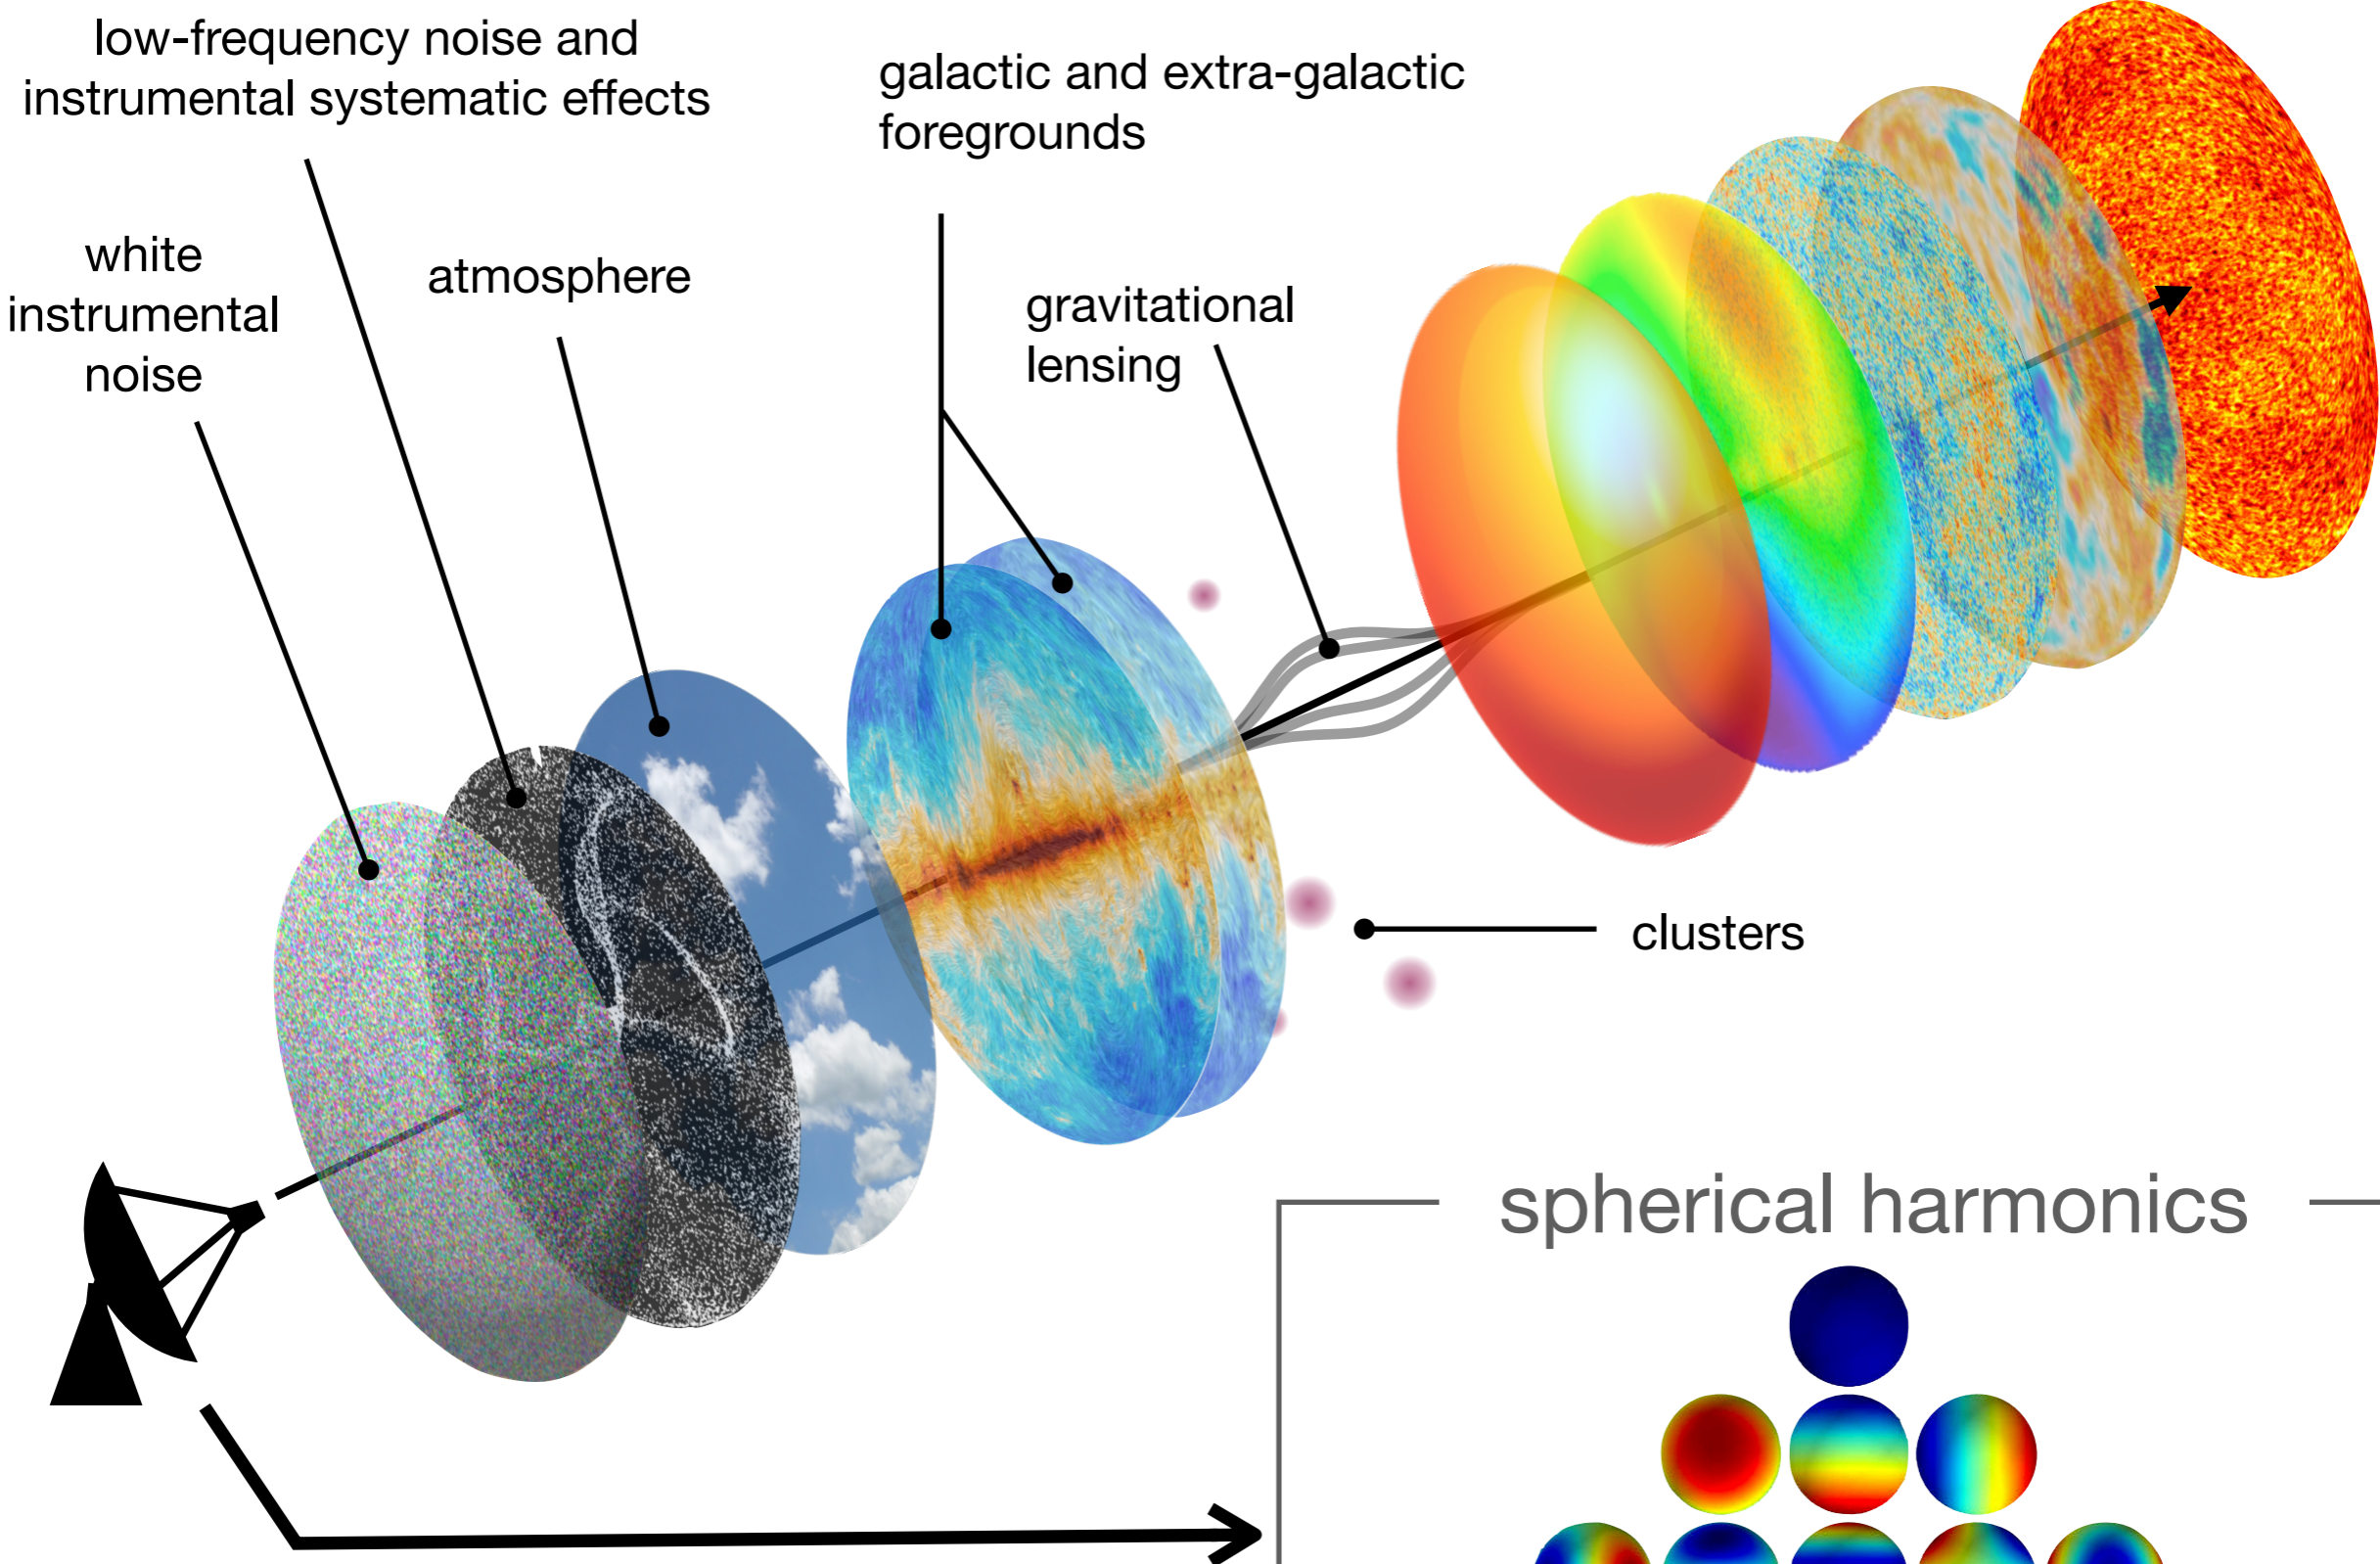 low-frequency noise and
instrumental systematic effects
galactic and extra-galactic
foregrounds
white
instrumental
noise
atmosphere
gravitational
lensing
clusters
spherical harmonics